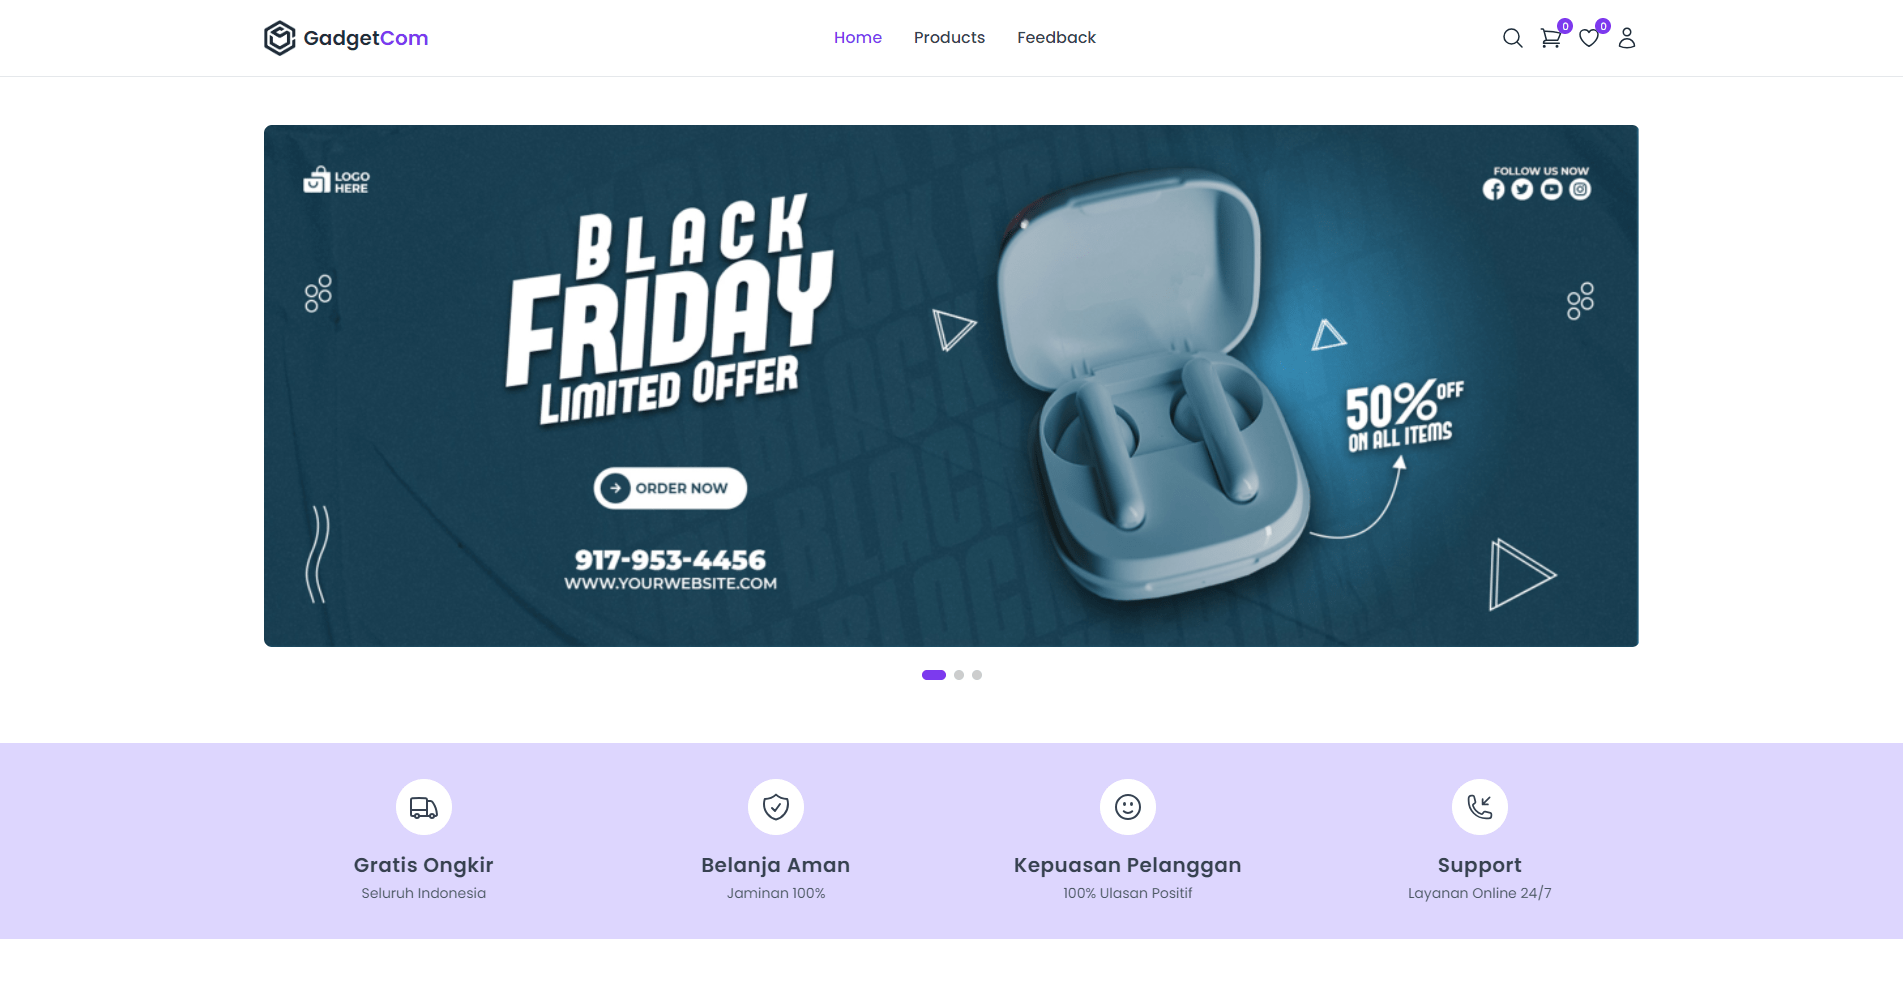 GadgetCom
Home
Products
Feedback
0
0
LOGO
HERE
FOLLOW US NOW
BLACK
FRIDAY
LIMITED OFFER
50% OFF
ON ALL ITEMS
ORDER NOW
917-953-4456
WWW.YOURWEBSITE.COM
Gratis Ongkir
Seluruh Indonesia
Belanja Aman
Jaminan 100%
Kepuasan Pelanggan
100% Ulasan Positif
Support
Layanan Online 24/7